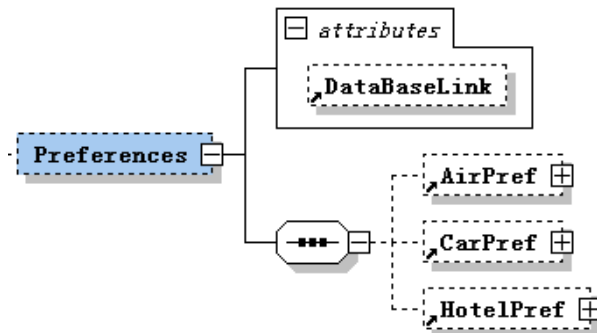 attributes
DataBaseLink
Preferences
AirPref
CarPref
HotelPref